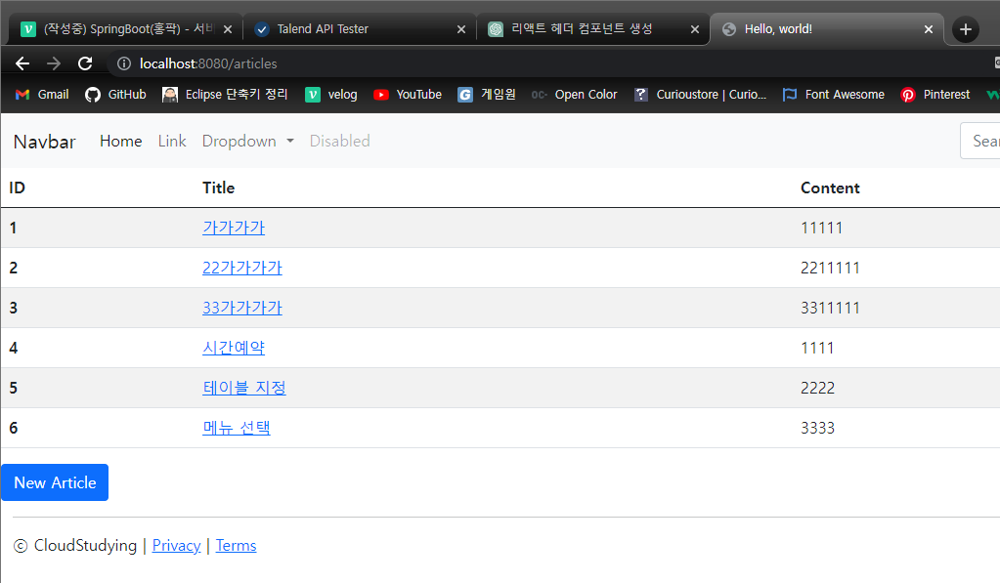 (작성중) SpringBoot(홍팍) - 서비 Talend API Tester 리액트 헤더 컴포넌트 생성 Hello, world!
localhost:8080/articles
Gmail GitHub Eclipse 단축키 정리 velog YouTube 게임원 Open Color Curioustore | Curio... Font Awesome Pinterest
Navbar Home Link Dropdown Disabled Sear
ID Title Content
1 가가가가 11111
2 22가가가가 2211111
3 33가가가가 3311111
4 시간예약 1111
5 테이블 지정 2222
6 메뉴 선택 3333
New Article
ⓒ CloudStudying | Privacy | Terms